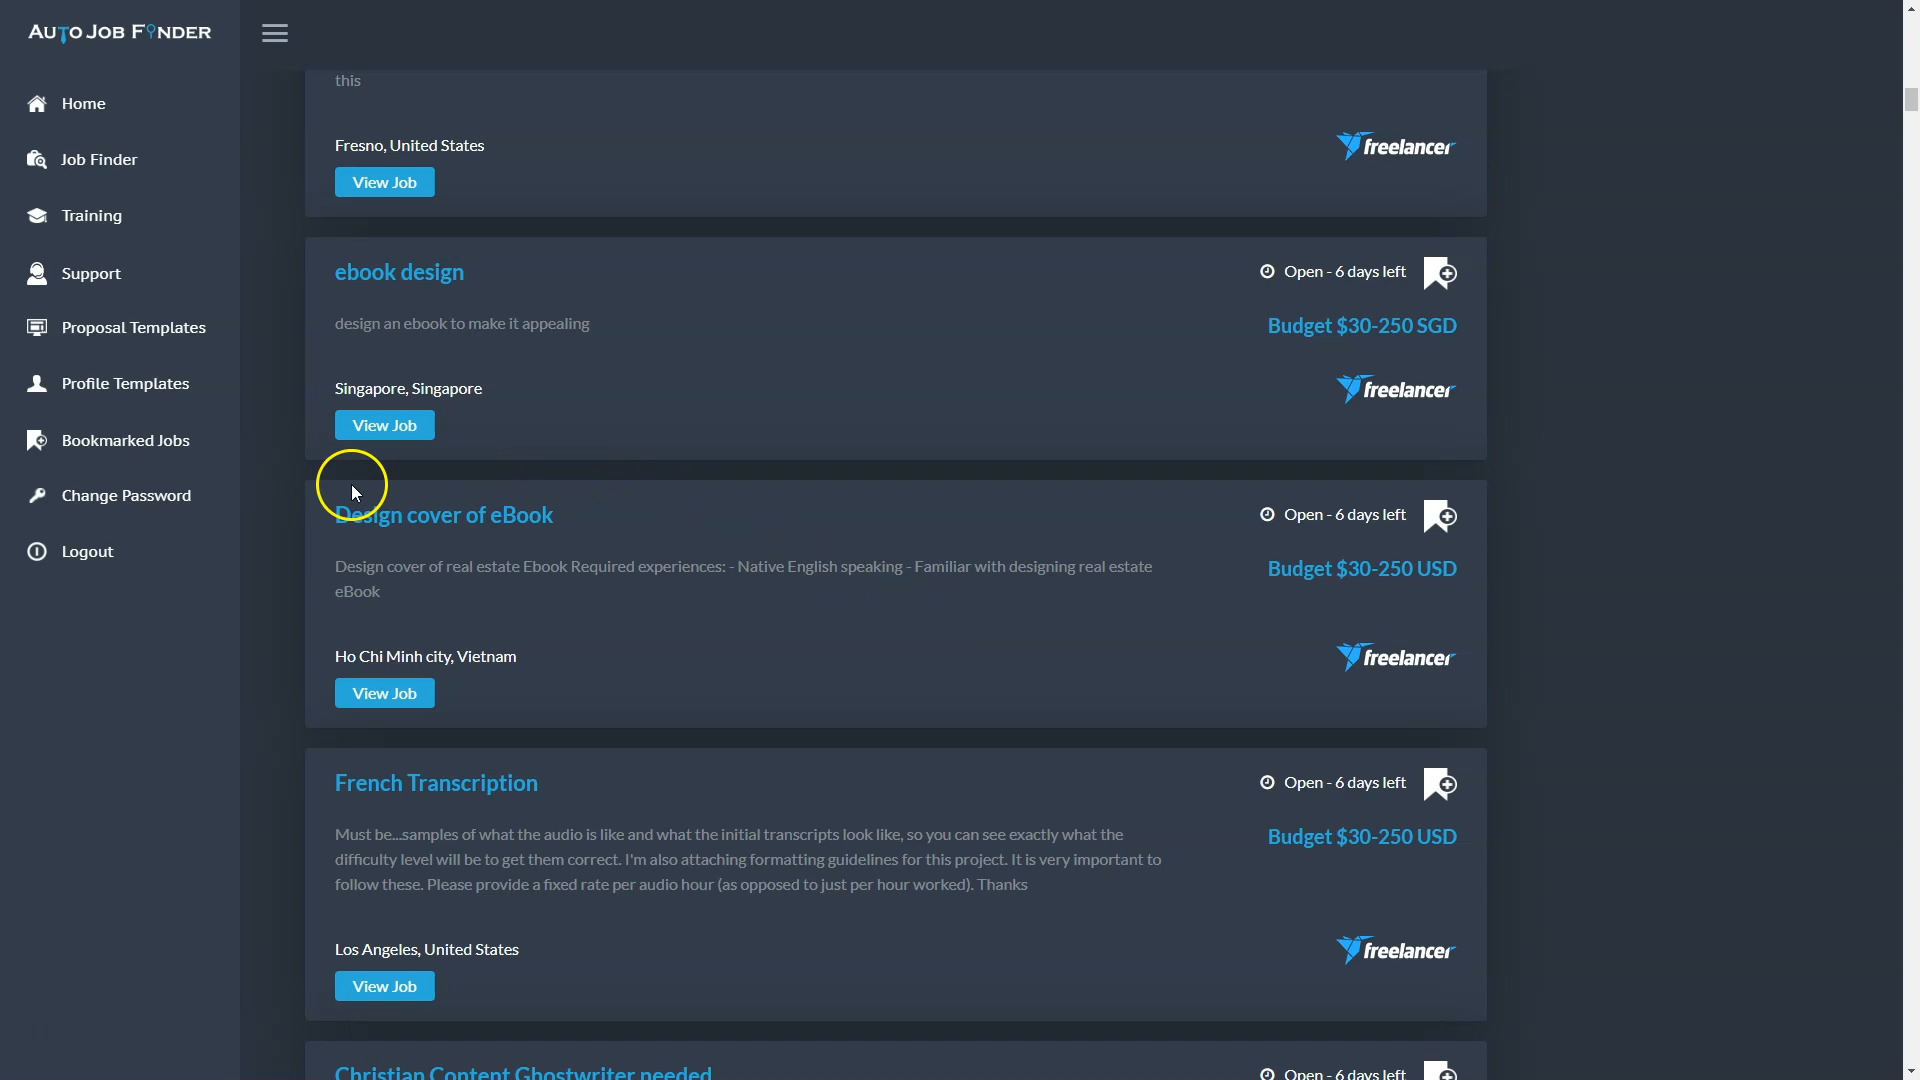 AUTO JOB FINDER
Home
Job Finder
Training
Support
Proposal Templates
Profile Templates
Bookmarked Jobs
Change Password
Logout
this
Fresno, United States
freelancer
View Job
ebook design
Open - 6 days left
design an ebook to make it appealing
Budget $30-250 SGD
Singapore, Singapore
freelancer
View Job
Design cover of eBook
Open - 6 days left
Design cover of real estate Ebook Required experiences: - Native English speaking - Familiar with designing real estate
eBook
Budget $30-250 USD
Ho Chi Minh city, Vietnam
freelancer
View Job
French Transcription
Open - 6 days left
Must be...samples of what the audio is like and what the initial transcripts look like, so you can see exactly what the
difficulty level will be to get them correct. I'm also attaching formatting guidelines for this project. It is very important to
follow these. Please provide a fixed rate per audio hour (as opposed to just per hour worked). Thanks
Budget $30-250 USD
Los Angeles, United States
freelancer
View Job
Christian Content Ghostwriter needed
Open - 6 days left